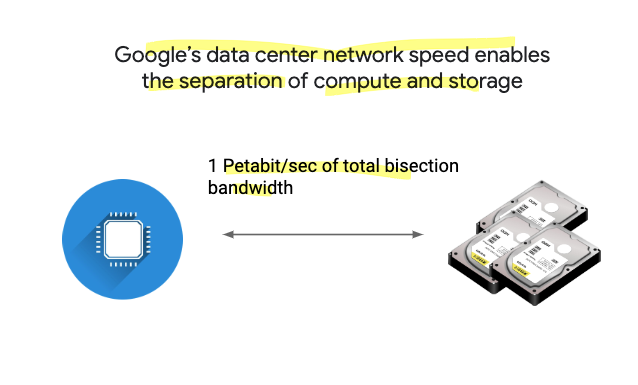 Google's data center network speed enables
the separation of compute and storage
1 Petabit/sec of total bisection
bandwidth